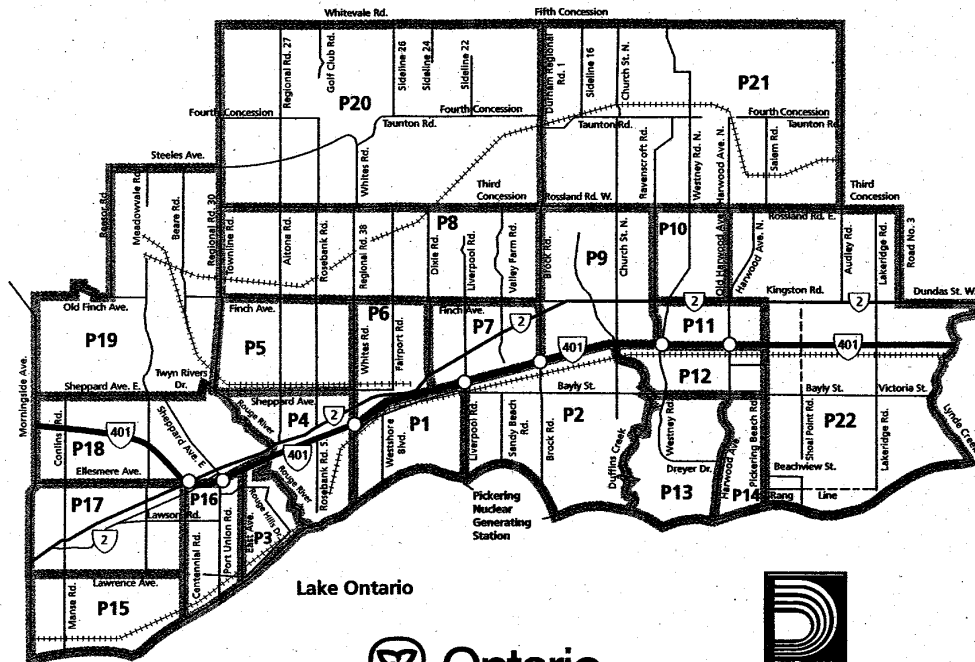 Whitevale Rd.
Fifth Concession
Regional Rd. 27
Golf Club Rd.
Sideline 26
Sideline 24
Sideline 22
Durham Regional
Rd. 1
Sideline 16
Church St. N.
P20
P21
Fourth Concession
Fourth Concession
Fourth Concession
Taunton Rd.
Taunton Rd.
Taunton Rd.
Steeles Ave.
Whites Rd.
Ravenscroft Rd.
Westney Rd. N.
Harwood Ave. N.
Salem Rd.
Reesor Rd.
Meadowvale Rd.
Beare Rd.
Regional Rd. 30
Third
Concession
Rossland Rd. W.
Third
Concession
Rossland Rd. E.
Townline Rd.
Altona Rd.
Rosebank Rd.
Regional Rd. 38
P8
Dixie Rd.
Liverpool Rd.
Valley Farm Rd.
Brock Rd.
P9
Church St. N.
P10
Old Harwood Ave.
Harwood Ave. N.
Audley Rd.
Lakeridge Rd.
Road No. 3
Kingston Rd.
2
2
Dundas St. W.
Old Finch Ave.
Finch Ave.
P6
Finch Ave.
P7
2
P11
P19
P5
Whites Rd.
Fairport Rd.
401
401
Morningside Ave.
Sheppard Ave. E.
Twyn Rivers
Dr.
P12
Bayly St.
Bayly St.
Victoria St.
Sheppard Ave.
P4
2
P1
P2
P22
Conlins Rd.
401
P18
Sheppard Ave. E
Rouge River
401
Rosebank Rd. S.
Westshore
Blvd.
Liverpool Rd.
Sandy Beach
Rd.
Brock Rd.
Duffins Creek
Westney Rd.
Harwood Ave.
Pickering Beach Rd.
Shoal Point Rd.
Lakeridge Rd.
Lynde Creek
Ellesmere Ave.
Rouge River
Dreyer Dr.
Beachview St.
P17
P16
P13
P14
Rang
Line
Lawson Rd.
2
Centennial Rd.
Port Union Rd.
East Ave.
Rouge Hills Dr.
P3
Pickering
Nuclear
Generating
Station
Lawrence Ave.
Manse Rd.
P15
Lake Ontario
Ontario